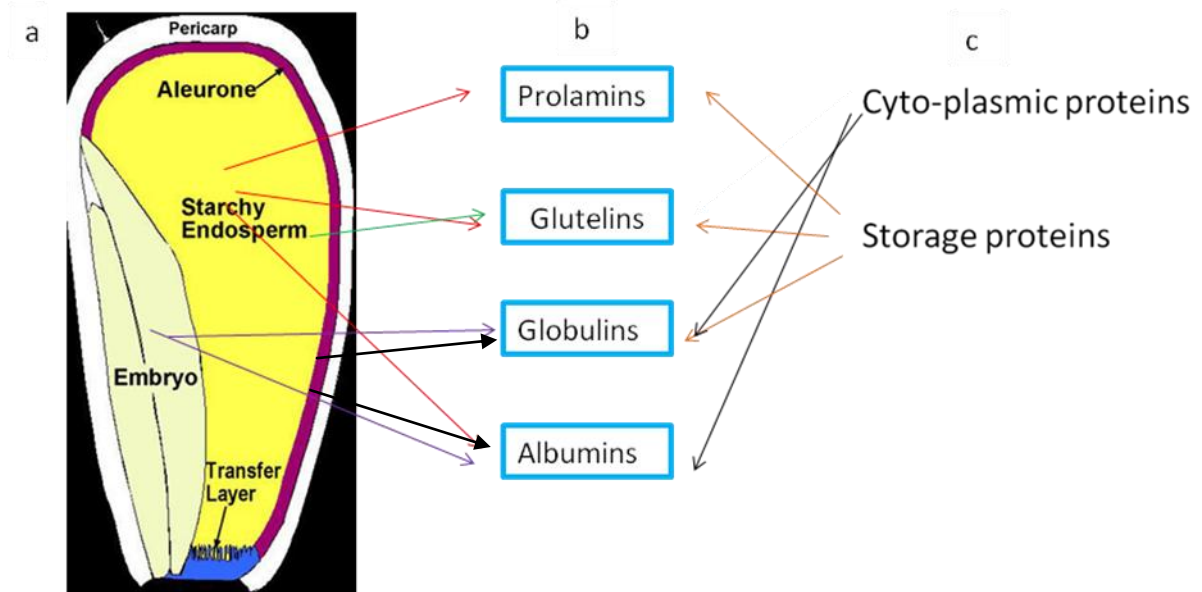 a
b
c
Pericarp
Aleurone
Starchy
Endosperm
Embryo
Transfer
Layer
Prolamins
Glutelins
Globulins
Albumins
Cyto-plasmic proteins
Storage proteins